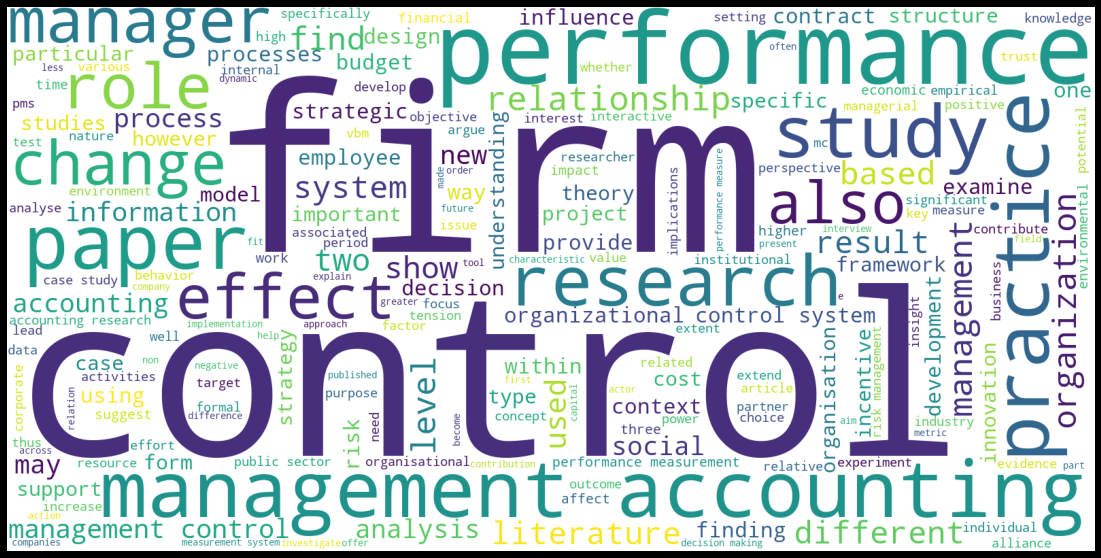 manager
specifically
financial
influence
contract
structure
knowledge
particular
high
find
design
performance
setting
often
processes
budget
whether
trust
less
various
internal
dynamic
time
role
develop
relationship
specific
economic
empirical
one
pms
strategic
objective
interest
interactive
managerial
positive
studies
process
firm
study
practice
potential
test
nature
however
vbm
argue
understanding
researcher
mc
change
employee
new
made
order
impact
perspective
based
environment
model
system
way
theory
implications
performance measure
also
significant
examine
analyse
information
important
future
issue
project
higher
key
measure
contribute
associated
period
provide
present
interview
field
environmental
paper
fit
work
two
show
characteristic
value
institutional
result
framework
organization
case study
behavior
company
explain
tool
decision
research
e
business
accounting
effect
greater
focus
tension
organizational control system
management
development
insight
accounting research
implementation
approach
factor
extent
lead
well
help
control
data
case
non
negative
strategy
published
level
within
related
cost
extend
organisation
incentive
risk management
industry
innovation
corporate
activities
target
purpose
first
actor
article
using
relation
formal
type
used
capital
context
partner
choice
aim
metric
suggest
difference
need
become
concept
three
power
thus
across
effort
risk
social
may
resource
form
public sector
organisational
contribution
performance measurement
relative
experiment
evidence
part
support
management accounting
outcome
affect
increase
action
management control
analysis
literature
finding
different
individual
companies
measurement system
investigate
offer
decision making
alliance